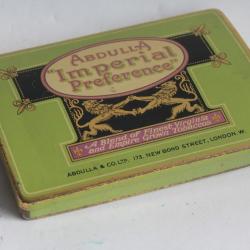 ABDULLA
"Imperial
Preference"
A Blend of Finest Virginia
and Empire Grown Tobaccos
ABDULLA & CO. LTD. 173, NEW BOND STREET, LONDON. W.